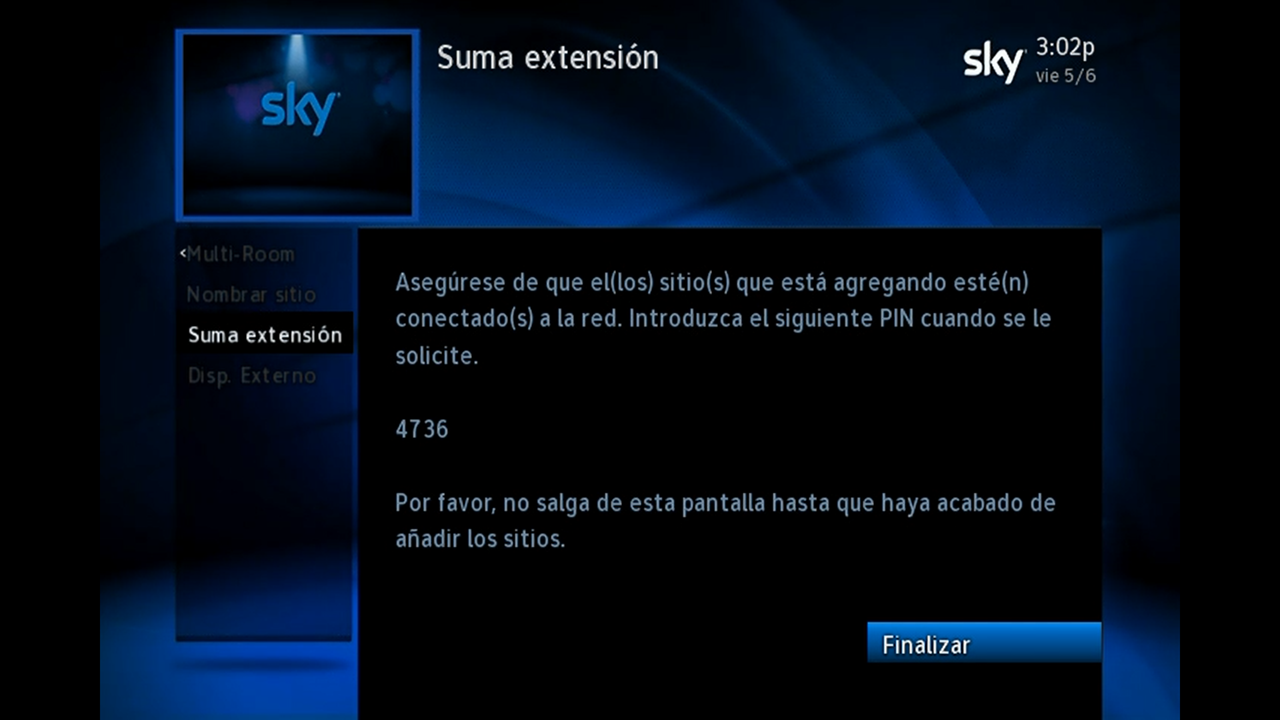 sky
Suma extensión
sky
3:02p
vie 5/6
<Multi-Room
Nombrar sitio
Suma extensión
Disp. Externo
Asegúrese de que el(los) sitio(s) que está agregando esté(n)
conectado(s) a la red. Introduzca el siguiente PIN cuando se le
solicite.
4736
Por favor, no salga de esta pantalla hasta que haya acabado de
añadir los sitios.
Finalizar